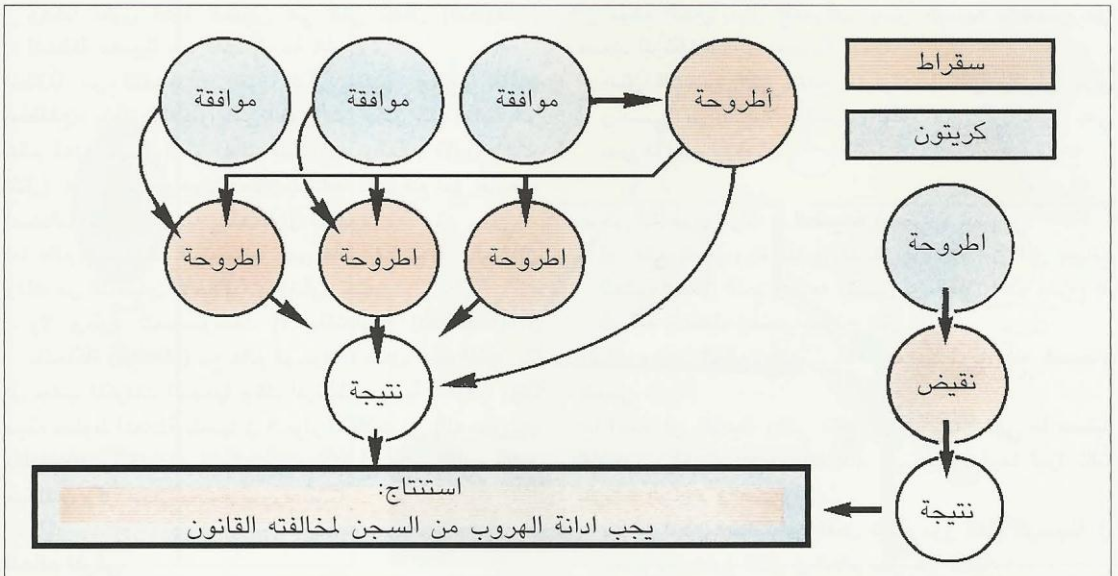 سقراط
كريتون
أطروحة
موافقة
موافقة
موافقة
اطروحة
اطروحة
اطروحة
نتيجة
اطروحة
نقيض
نتيجة
استنتاج:
يجب ادانة الهروب من السجن لمخالفته القانون